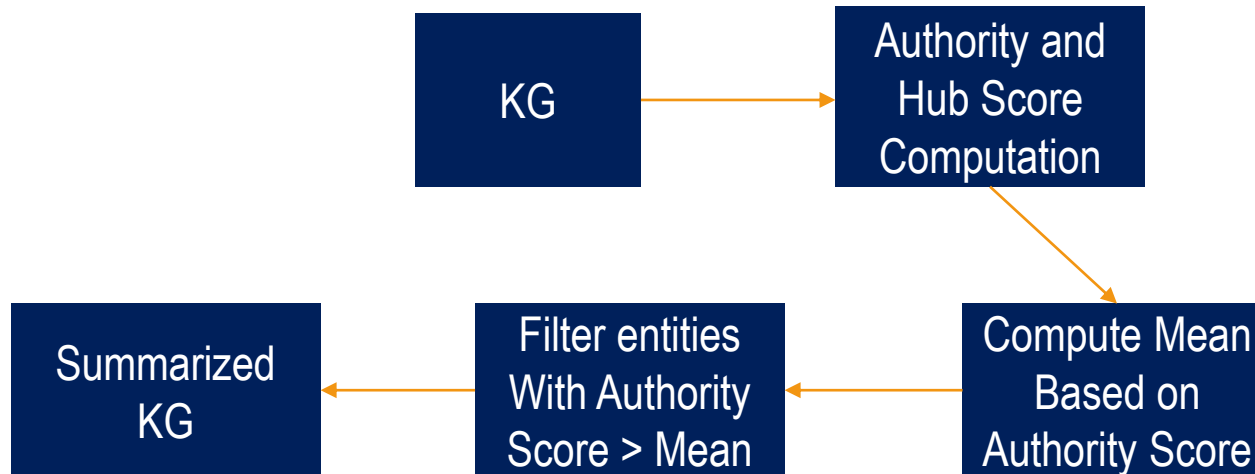 KG
Authority and
Hub Score
Computation
Compute Mean
Based on
Authority Score
Filter entities
With Authority
Score > Mean
Summarized
KG